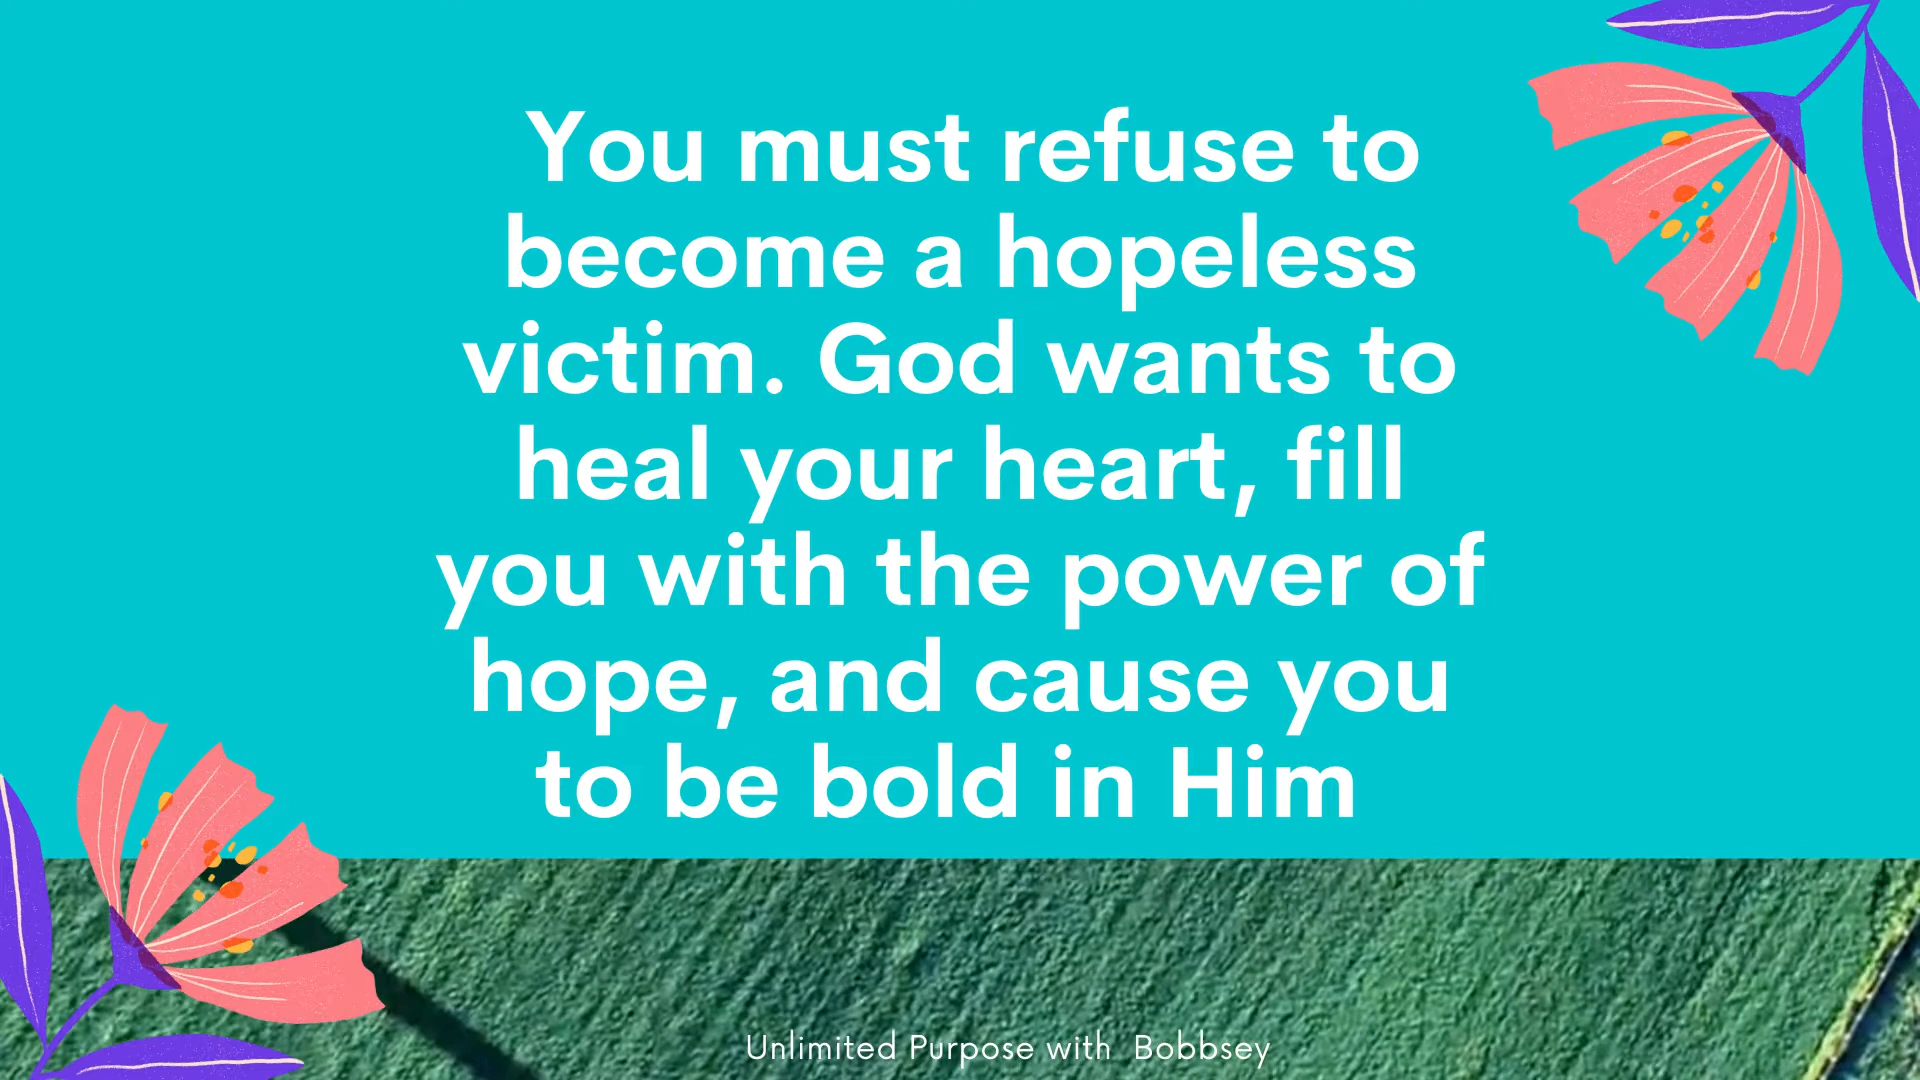 You must refuse to
become a hopeless
victim. God wants to
heal your heart, fill
you with the power of
hope, and cause you
to be bold in Him
Unlimited Purpose with Bobbsey